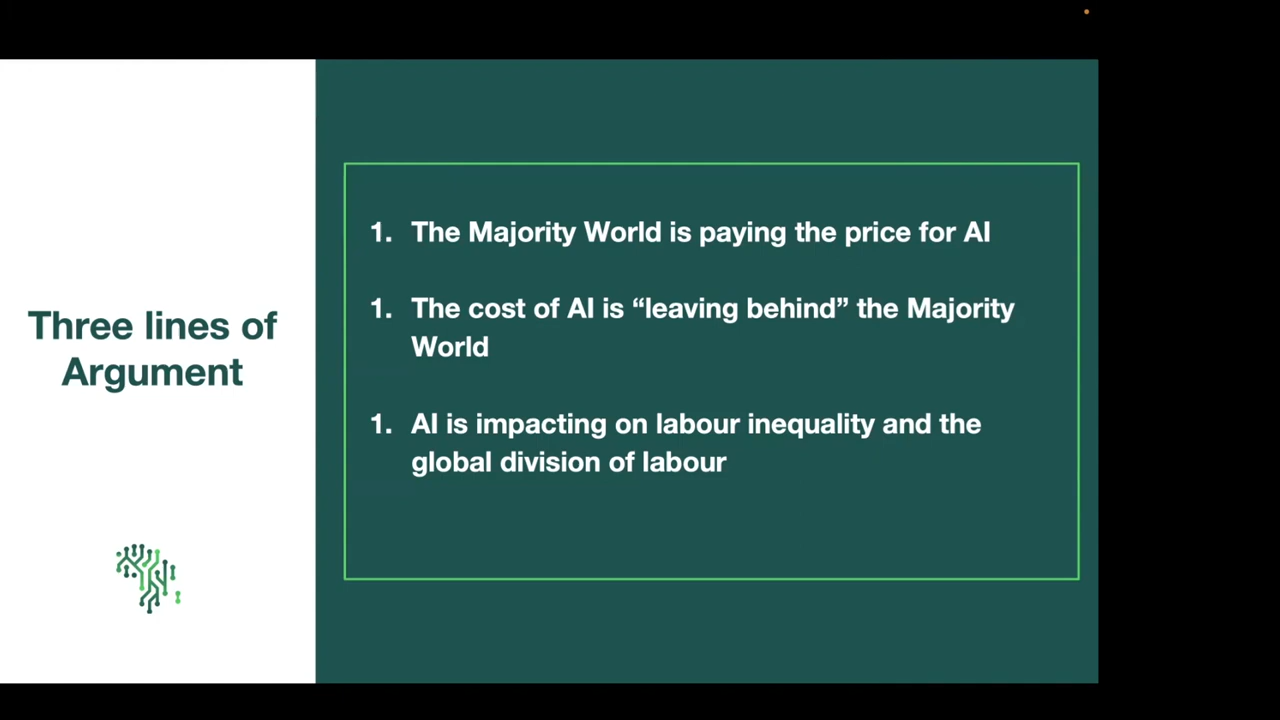 Three lines of
Argument
1. The Majority World is paying the price for AI
1. The cost of AI is “leaving behind” the Majority
World
1. AI is impacting on labour inequality and the
global division of labour